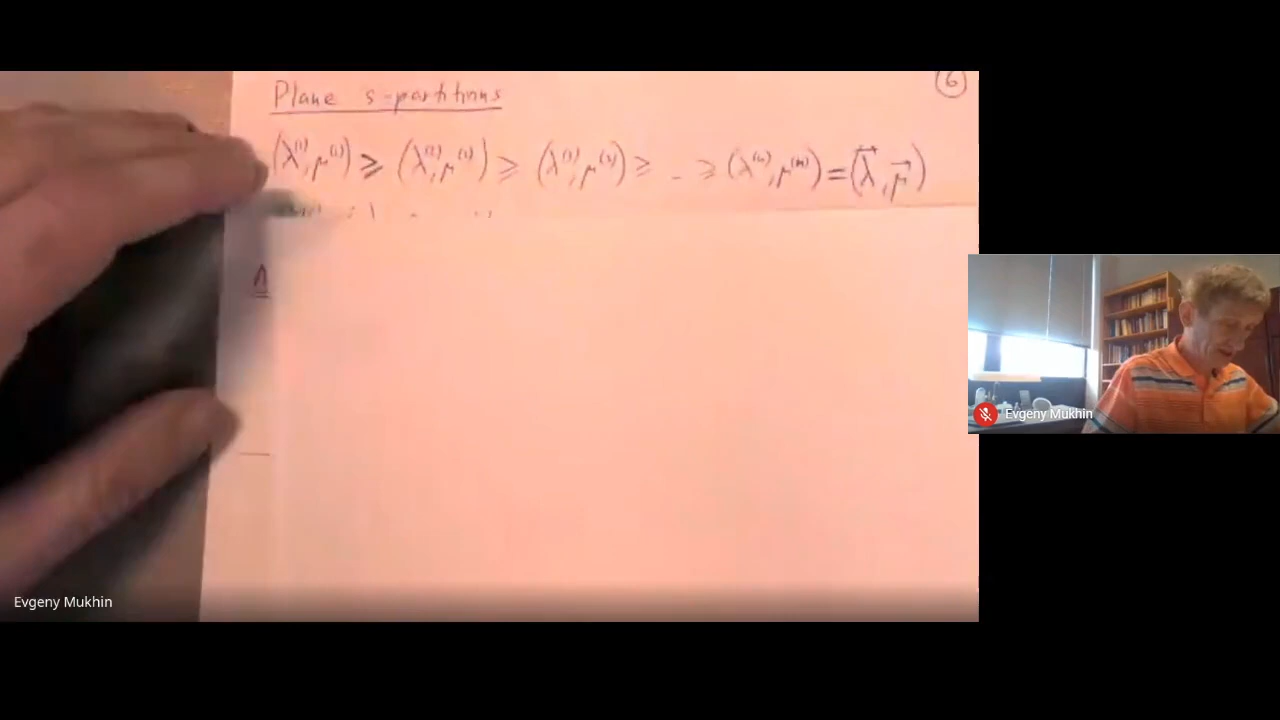 Plane s-partitions
6
(λ⁽¹⁾, μ⁽¹⁾) ≥ (λ⁽²⁾, μ⁽²⁾) ≥ (λ⁽³⁾, μ⁽³⁾) ≥ … ≥ (λ⁽ⁿ⁾, μ⁽ⁿ⁾) = (λ⃗, μ⃗)
Evgeny Mukhin
Evgeny Mukhin